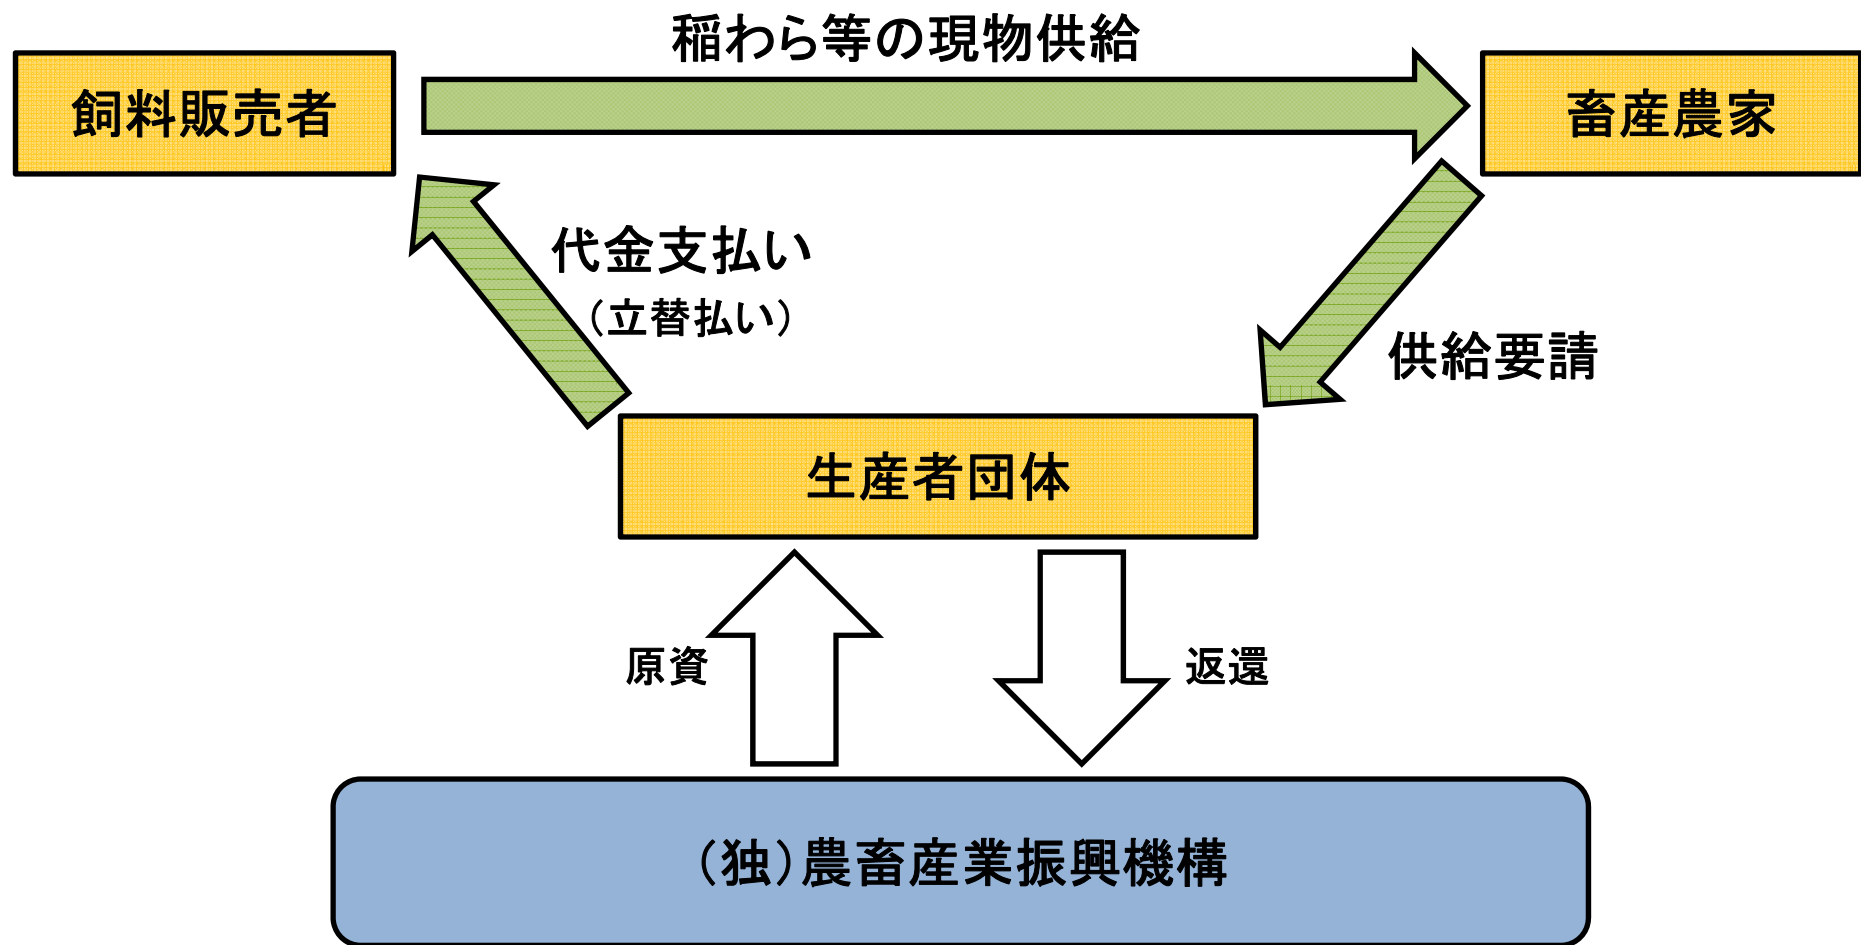 稲わら等の現物供給
飼料販売者
畜産農家
代金支払い
（立替払い）
供給要請
生産者団体
原資
返還
（独）農畜産業振興機構